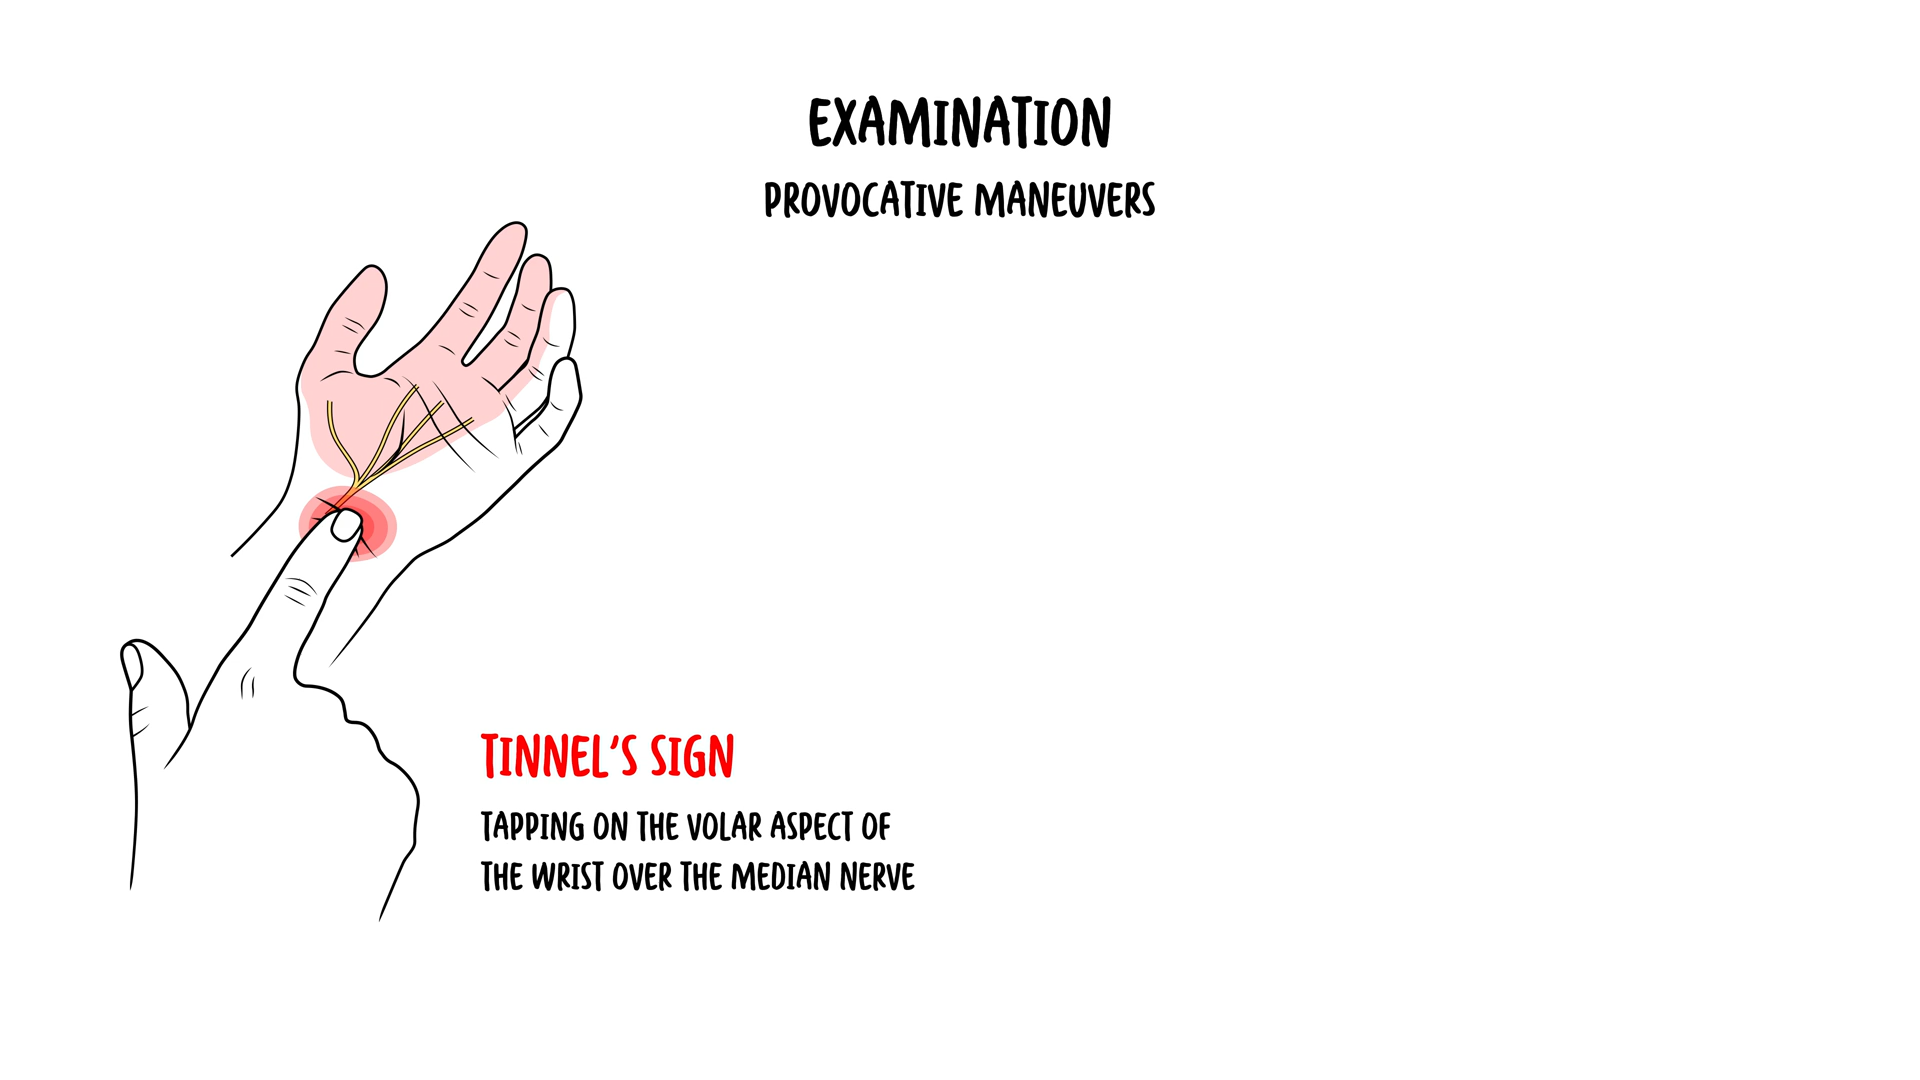 EXAMINATION
PROVOCATIVE MANEUVERS
TINNEL'S SIGN
TAPPING ON THE VOLAR ASPECT OF
THE WRIST OVER THE MEDIAN NERVE